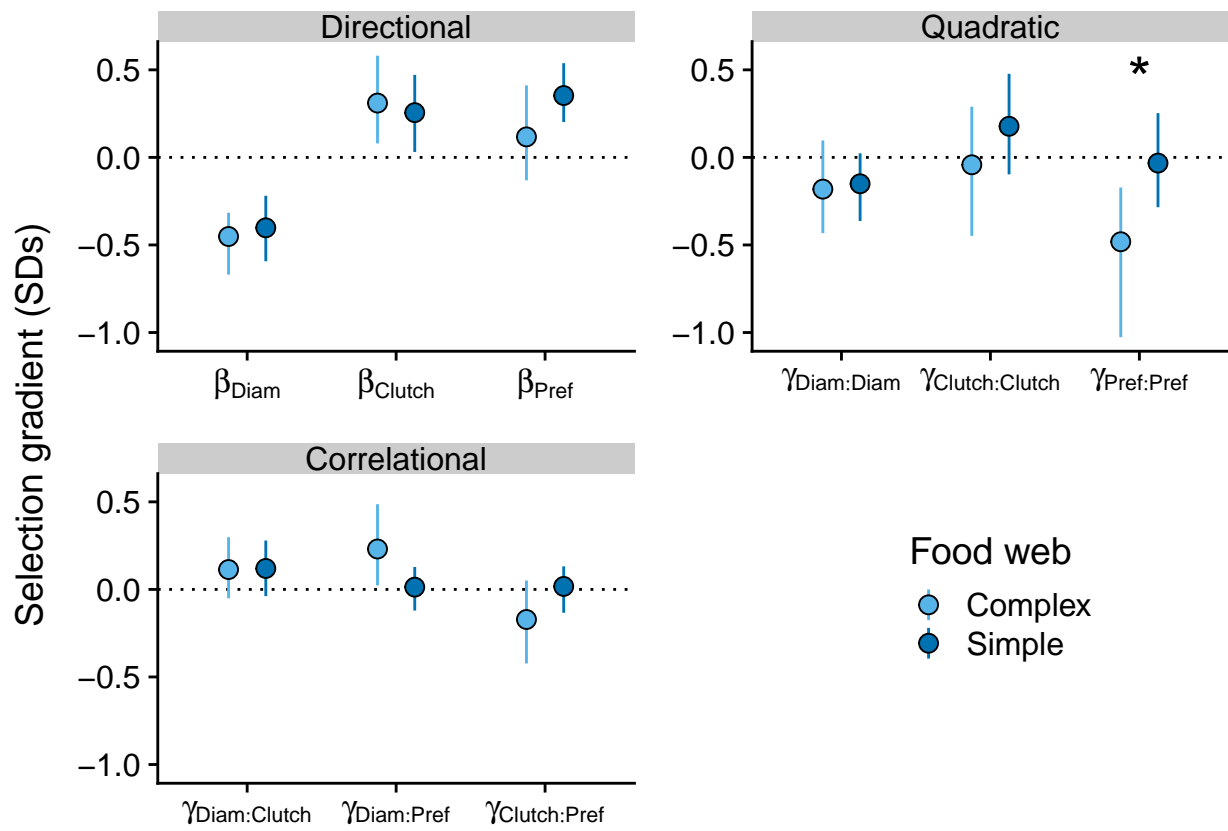 Directional
Quadratic
Selection gradient (SDs)
0.5
0.0
−0.5
−1.0
βDiam
βClutch
βPref
*
0.5
0.0
−0.5
−1.0
γDiam:Diam
γClutch:Clutch
γPref:Pref
Correlational
0.5
0.0
−0.5
−1.0
γDiam:Clutch
γDiam:Pref
γClutch:Pref
Food web
Complex
Simple